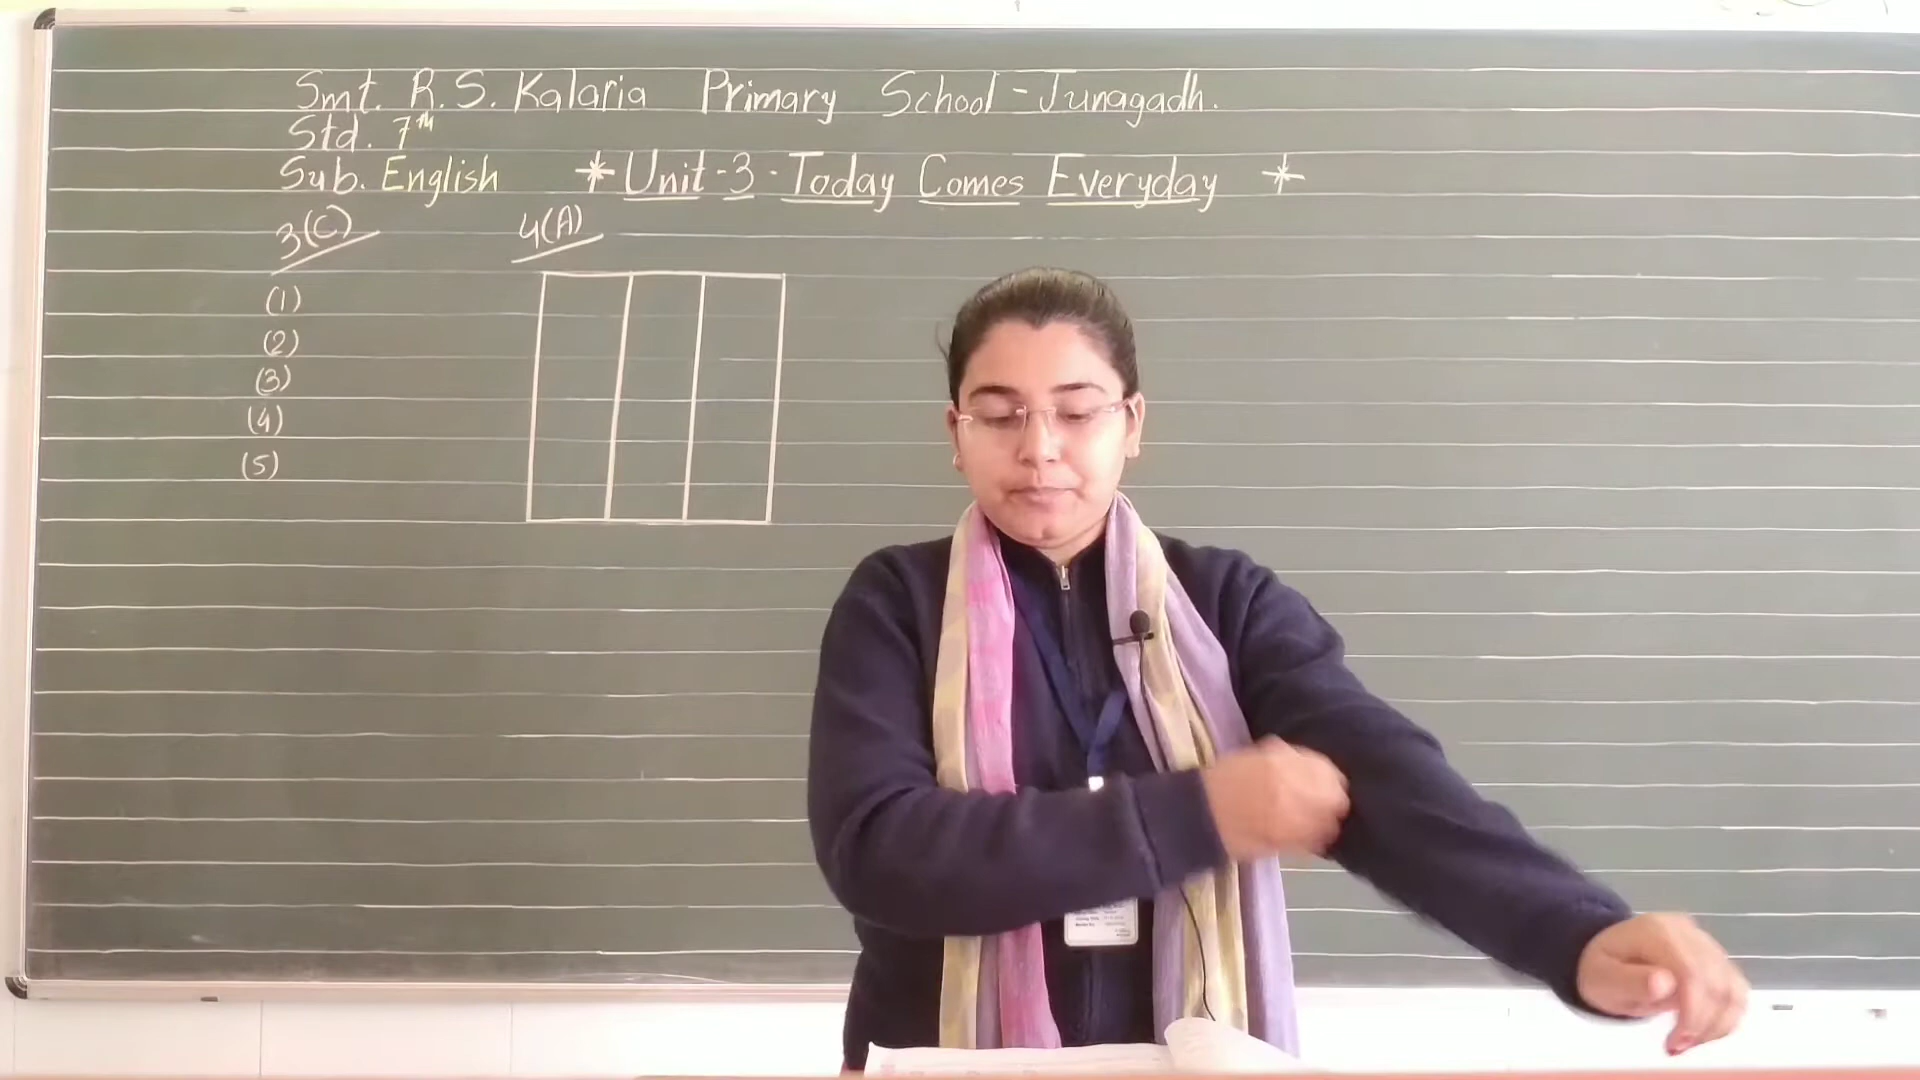 Smt. R. S. Kalaria Primary School - Junagadh.
Std. 7th
Sub. English * Unit - 3 - Today Comes Everyday *
3(C) 4(A)
(1)
(2)
(3)
(4)
(5)